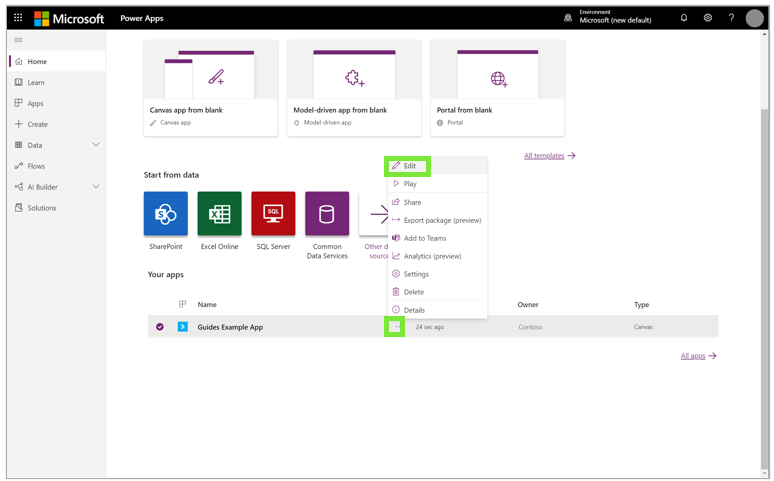 Microsoft
Power Apps
Environment
Microsoft (new default)
?
Home
Learn
Apps
Create
Data
Flows
AI Builder
Solutions
Canvas app from blank
Canvas app
Model-driven app from blank
Model-driven app
Portal from blank
Portal
All templates
Start from data
S
X
SQL
SharePoint
Excel Online
SQL Server
Common
Data Services
Other d
source
Edit
Play
Share
Export package (preview)
Add to Teams
Analytics (preview)
Settings
Delete
Details
Your apps
Name
Owner
Type
Guides Example App
...
24 sec ago
Contoso
Canvas
All apps